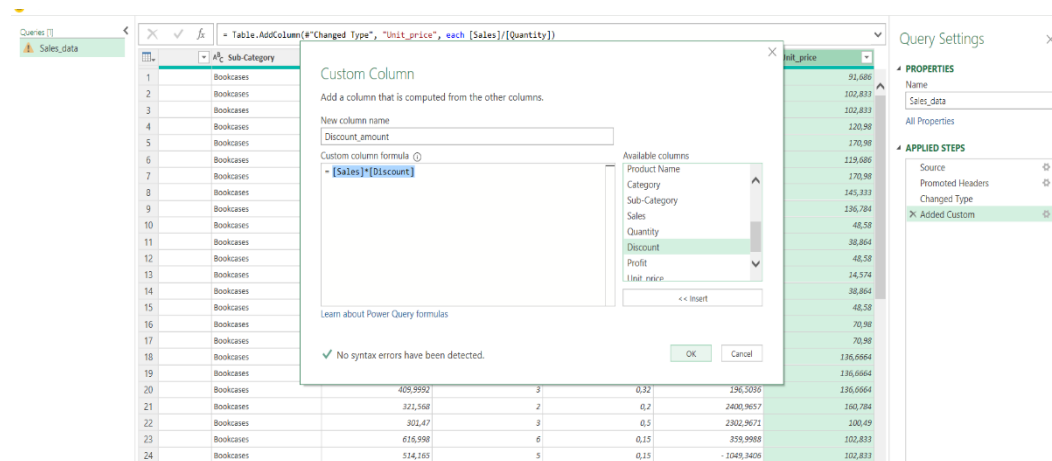 Queries [1]
Sales_data
fx = Table.AddColumn(#"Changed Type", "Unit_price", each [Sales]/[Quantity])
ABC Sub-Category
Unit_price
1 Bookcases 91,686
2 Bookcases 102,833
3 Bookcases 102,833
4 Bookcases 120,98
5 Bookcases 170,98
6 Bookcases 119,686
7 Bookcases 170,98
8 Bookcases 145,333
9 Bookcases 136,784
10 Bookcases 48,58
11 Bookcases 38,864
12 Bookcases 48,58
13 Bookcases 14,574
14 Bookcases 38,864
15 Bookcases 48,58
16 Bookcases 70,98
17 Bookcases 70,98
18 Bookcases 136,6664
19 Bookcases 136,6664
20 Bookcases 409,9992 3 0,32 196,5036 136,6664
21 Bookcases 321,568 2 0,2 2400,9657 160,784
22 Bookcases 301,47 3 0,5 2302,9671 100,49
23 Bookcases 616,998 6 0,15 359,9988 102,833
24 Bookcases 514,165 5 0,15 - 1049,3406 102,833
Custom Column
Add a column that is computed from the other columns.
New column name
Discount_amount
Custom column formula
= [Sales]*[Discount]
Available columns
Product Name
Category
Sub-Category
Sales
Quantity
Discount
Profit
Unit_price
<< Insert
Learn about Power Query formulas
No syntax errors have been detected.
OK
Cancel
Query Settings
PROPERTIES
Name
Sales_data
All Properties
APPLIED STEPS
Source
Promoted Headers
Changed Type
Added Custom